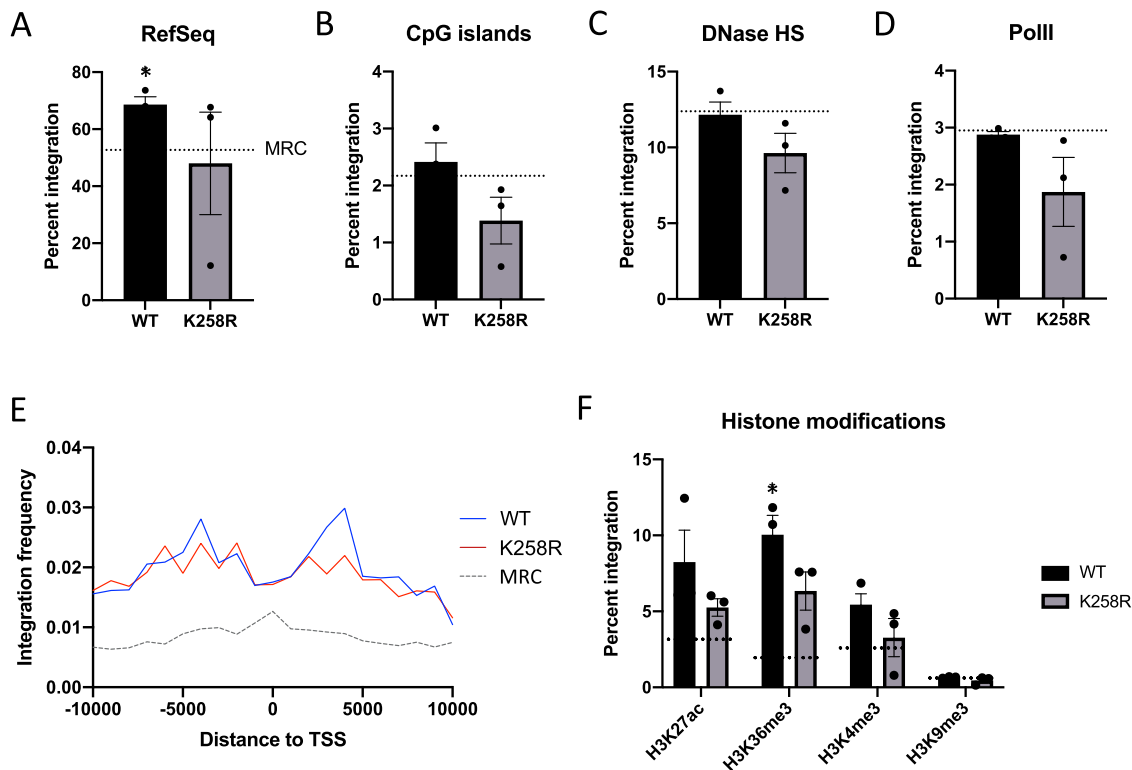 A
RefSeq
Percent integration
80
60
40
20
0
*
MRC
WT
K258R
B
CpG islands
Percent integration
4
3
2
1
0
WT
K258R
C
DNase HS
Percent integration
15
10
5
0
WT
K258R
D
PolII
Percent integration
4
3
2
1
0
WT
K258R
E
Integration frequency
0.04
0.03
0.02
0.01
0.00
-10000
-5000
0
5000
10000
Distance to TSS
WT
K258R
MRC
F
Histone modifications
Percent integration
15
10
5
0
*
WT
K258R
H3K27ac
H3K36me3
H3K4me3
H3K9me3